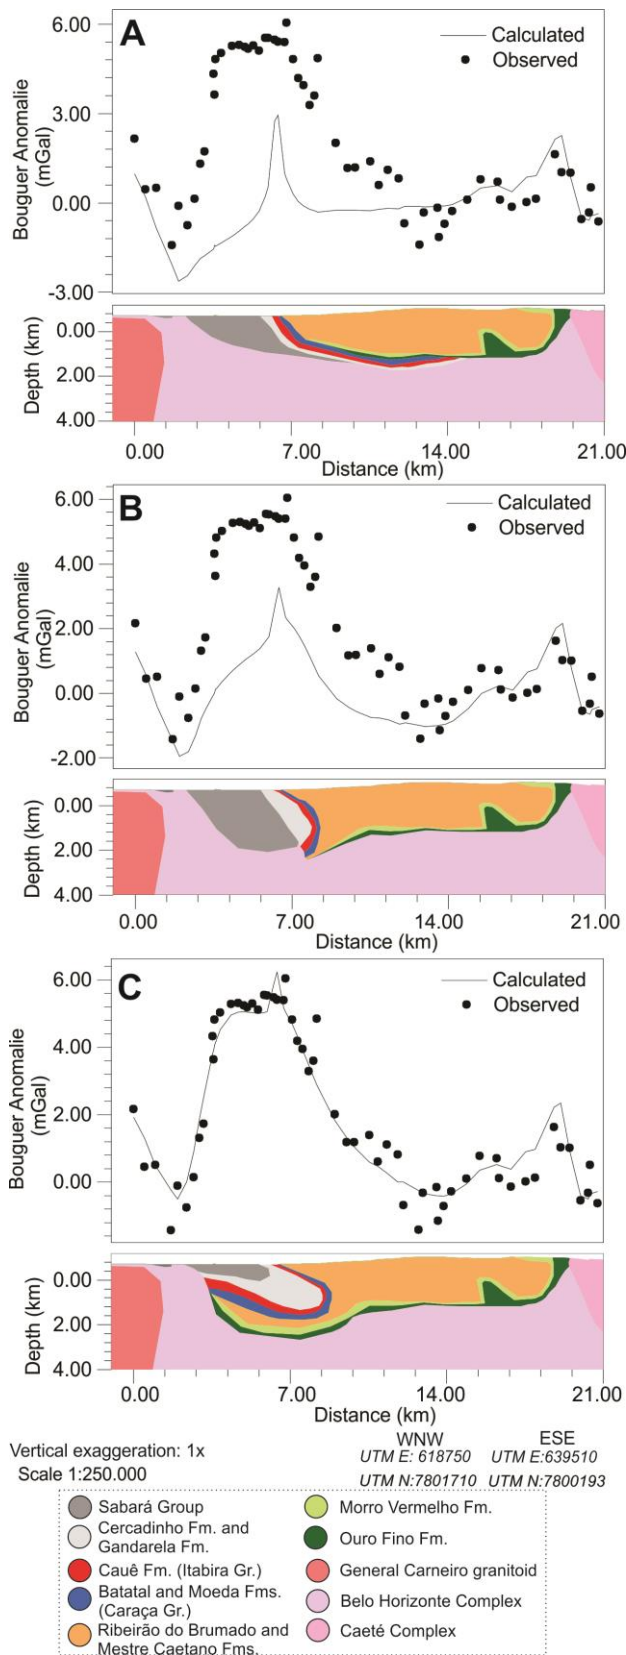 A
Calculated
Observed
Bouguer Anomalie
(mGal)
6.00
3.00
0.00
-3.00
Depth (km)
0.00
2.00
4.00
0.00 7.00 14.00 21.00
Distance (km)
B
Calculated
Observed
Bouguer Anomalie
(mGal)
6.00
4.00
2.00
0.00
-2.00
Depth (km)
0.00
2.00
4.00
0.00 7.00 14.00 21.00
Distance (km)
C
Calculated
Observed
Bouguer Anomalie
(mGal)
6.00
4.00
2.00
0.00
Depth (km)
0.00
2.00
4.00
0.00 7.00 14.00 21.00
Distance (km)
Vertical exaggeration: 1x
Scale 1:250.000
WNW ESE
UTM E: 618750 UTM E:639510
UTM N:7801710 UTM N:7800193
Sabará Group
Cercadinho Fm. and
Gandarela Fm.
Cauê Fm. (Itabira Gr.)
Batatal and Moeda Fms.
(Caraça Gr.)
Ribeirão do Brumado and
Mestre Caetano Fms.
Morro Vermelho Fm.
Ouro Fino Fm.
General Carneiro granitoid
Belo Horizonte Complex
Caeté Complex